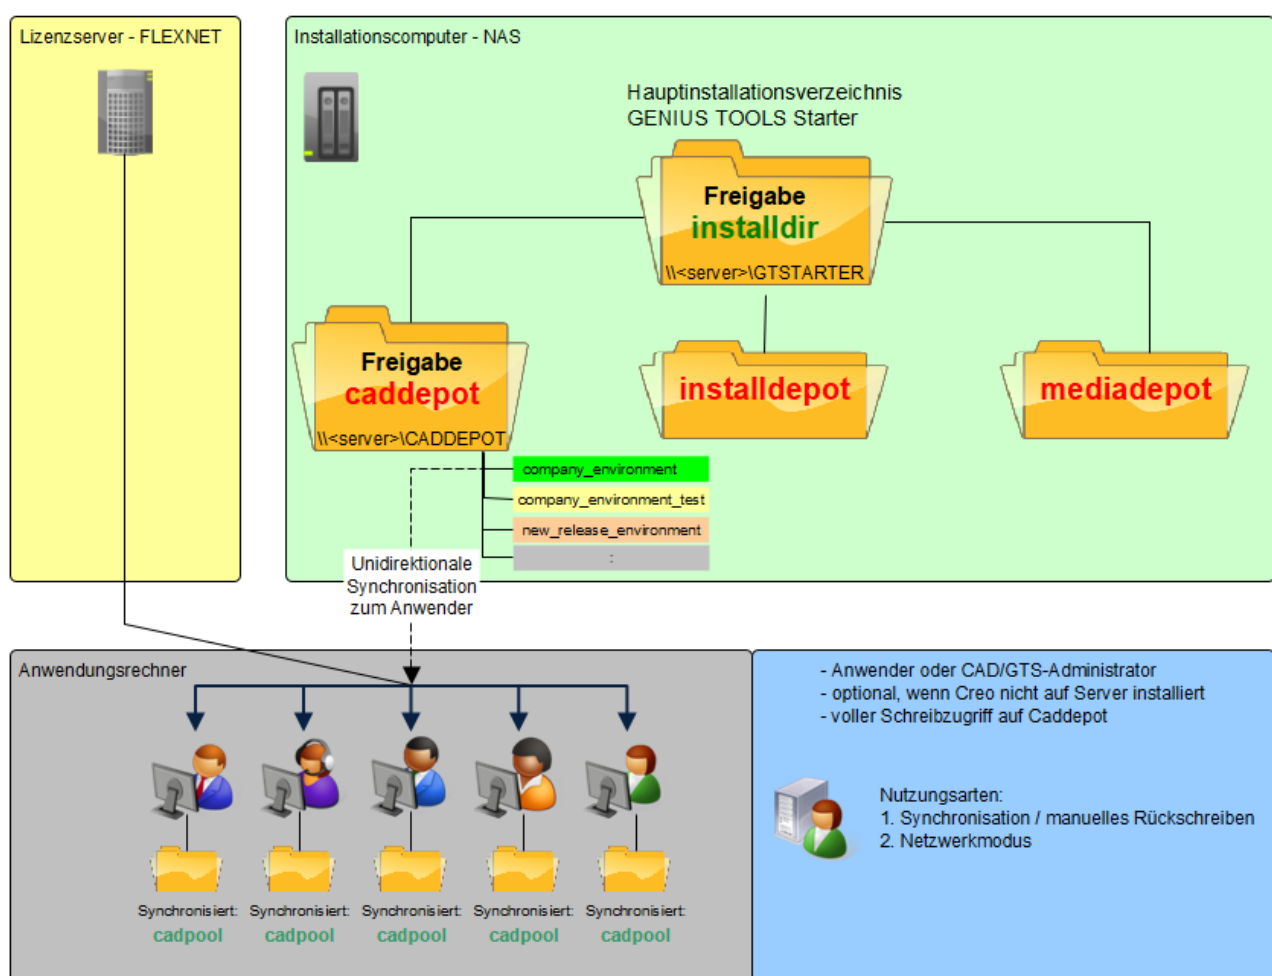 Lizenzserver - FLEXNET
Installationscomputer - NAS
Hauptinstallationsverzeichnis
GENIUS TOOLS Starter
Freigabe
installdir
\\<server>\GTSTARTER
Freigabe
caddepot
\\<server>\CADDEPOT
installdepot
mediadepot
company_environment
company_environment_test
new_release_environment
:
Unidirektionale
Synchronisation
zum Anwender
Anwendungsrechner
Synchronisiert:
cadpool
Synchronisiert:
cadpool
Synchronisiert:
cadpool
Synchronisiert:
cadpool
Synchronisiert:
cadpool
- Anwender oder CAD/GTS-Administrator
- optional, wenn Creo nicht auf Server installiert
- voller Schreibzugriff auf Caddepot
Nutzungsarten:
1. Synchronisation / manuelles Rückschreiben
2. Netzwerkmodus